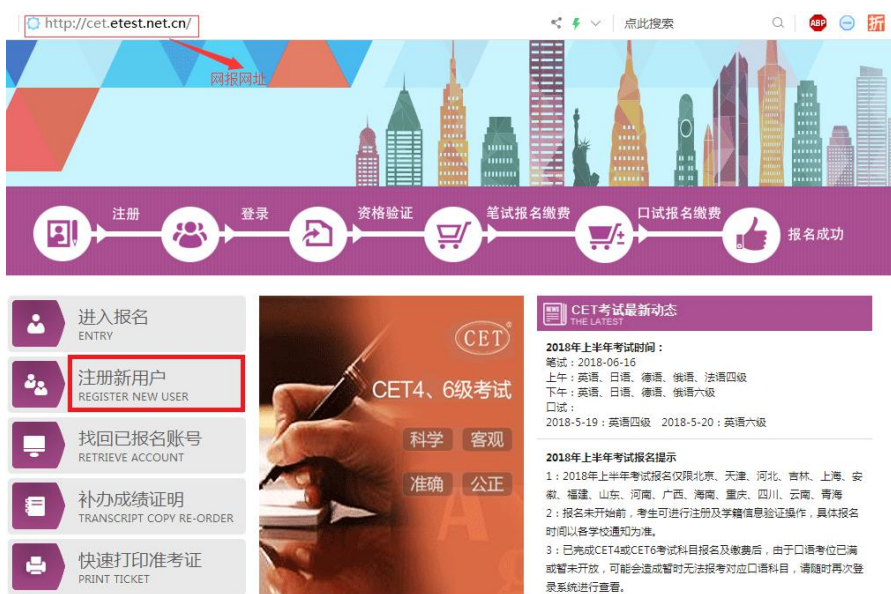 http://cet.etest.net.cn/
点此搜索
ABP
折
网报网址
注册
登录
资格验证
笔试报名缴费
口试报名缴费
报名成功
进入报名
ENTRY
注册新用户
REGISTER NEW USER
找回已报名账号
RETRIEVE ACCOUNT
补办成绩证明
TRANSCRIPT COPY RE-ORDER
快速打印准考证
PRINT TICKET
CET
CET4、6级考试
科学 客观
准确 公正
NEWS
CET考试最新动态
THE LATEST
2018年上半年考试时间：
笔试：2018-06-16
上午：英语、日语、德语、俄语、法语四级
下午：英语、日语、德语、俄语六级
口试：
2018-5-19：英语四级 2018-5-20：英语六级
2018年上半年考试报名提示
1：2018年上半年考试报名仅限北京、天津、河北、吉林、上海、安
徽、福建、山东、河南、广西、海南、重庆、四川、云南、青海
2：报名未开始前，考生可进行注册及学籍信息验证操作，具体报名
时间以各学校通知为准。
3：已完成CET4或CET6考试科目报名及缴费后，由于口语考位已满
或暂未开放，可能会造成暂时无法报考对应口语科目，请随时再次登
录系统进行查看。